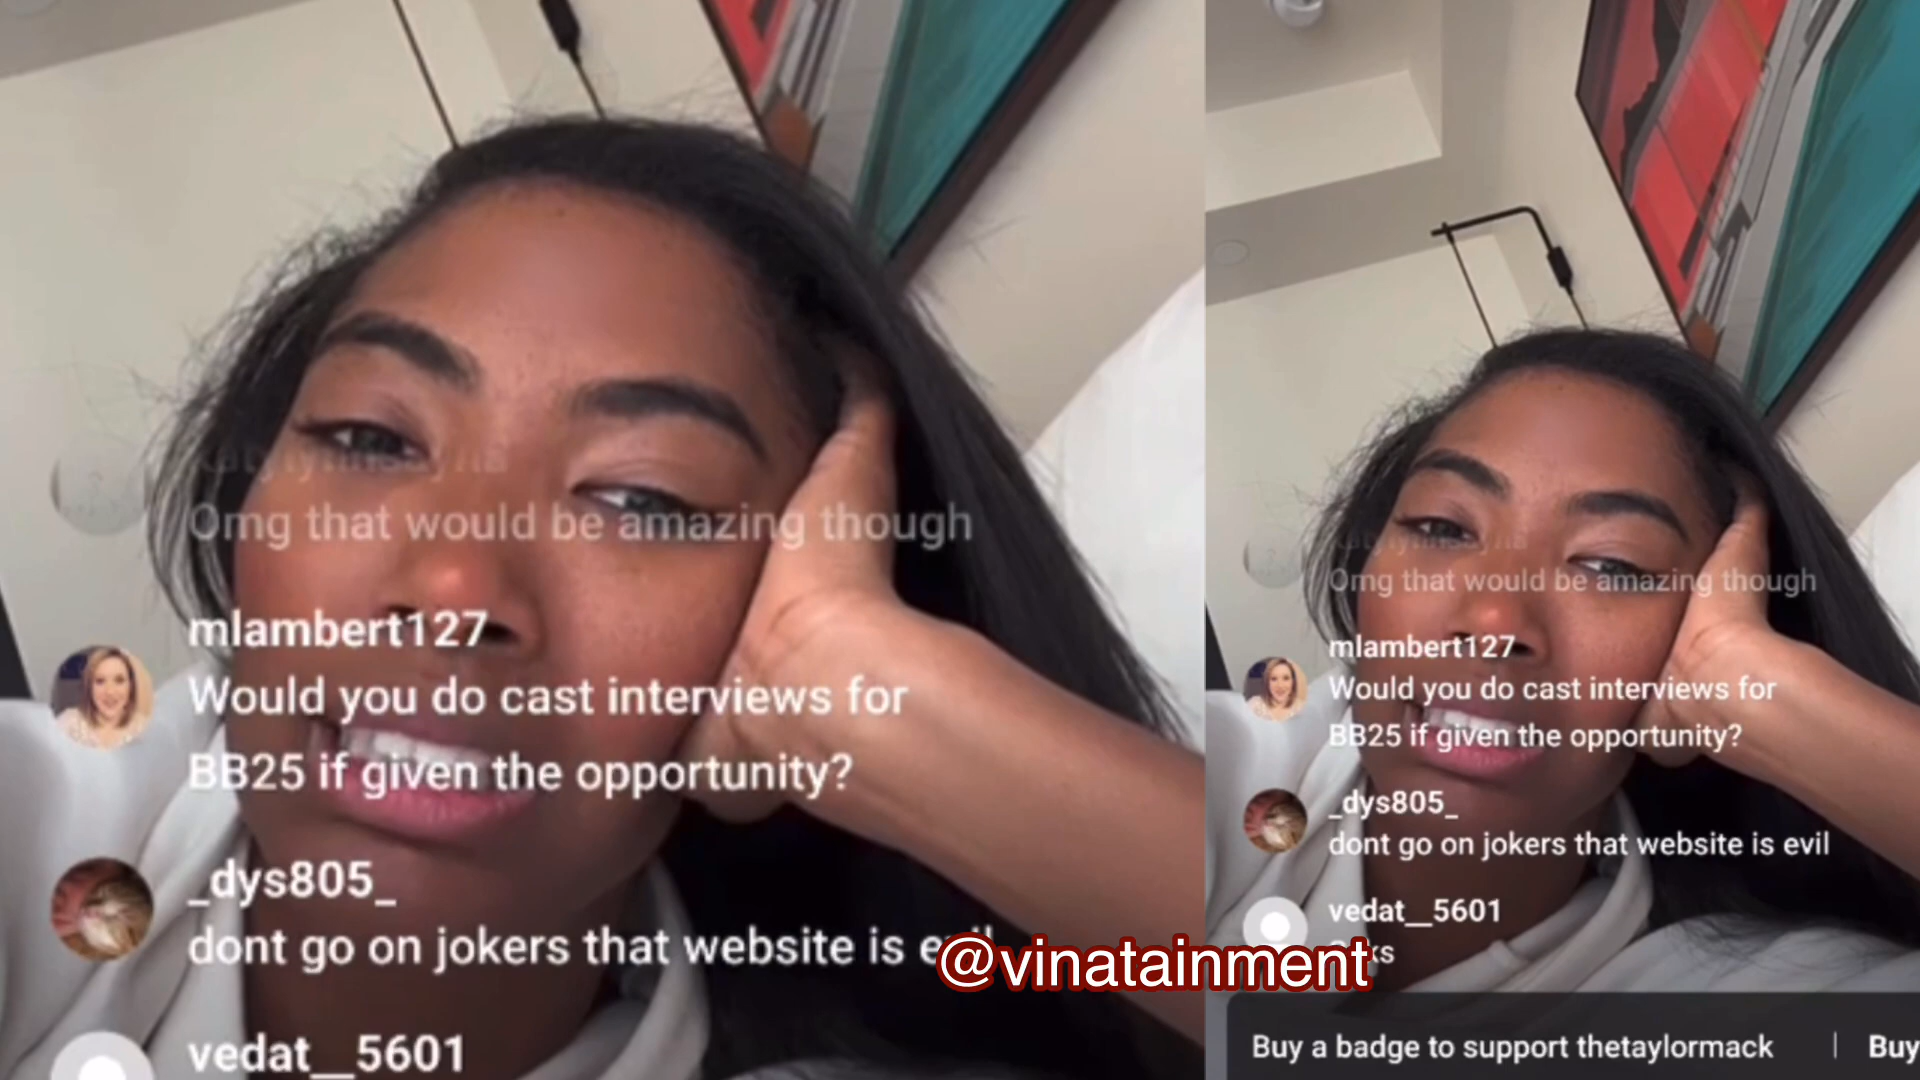 Omg that would be amazing though
mlambert127
Would you do cast interviews for
BB25 if given the opportunity?
_dys805_
dont go on jokers that website is
vedat__5601
@vinatainment
Omg that would be amazing though
mlambert127
Would you do cast interviews for
BB25 if given the opportunity?
_dys805_
dont go on jokers that website is evil
vedat__5601
Buy a badge to support thetaylormack
Buy